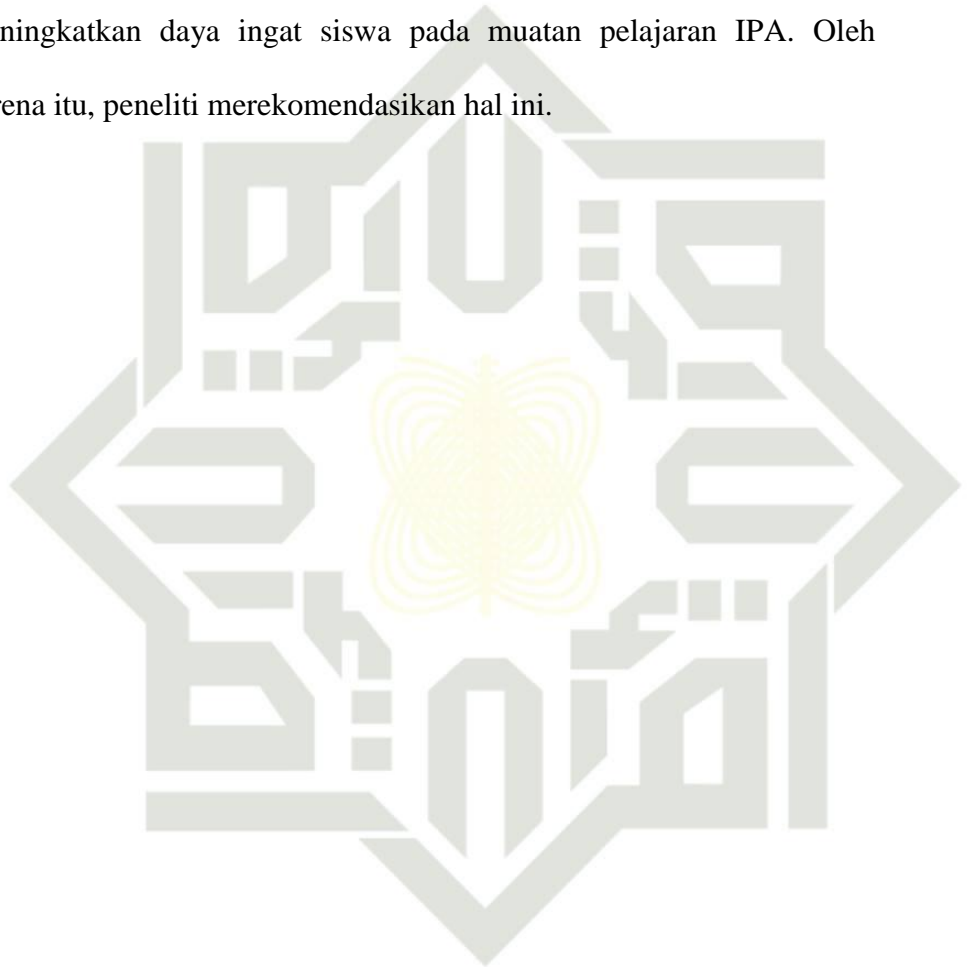 ningkatkan daya ingat siswa pada muatan pelajaran IPA. Oleh
rena itu, peneliti merekomendasikan hal ini.